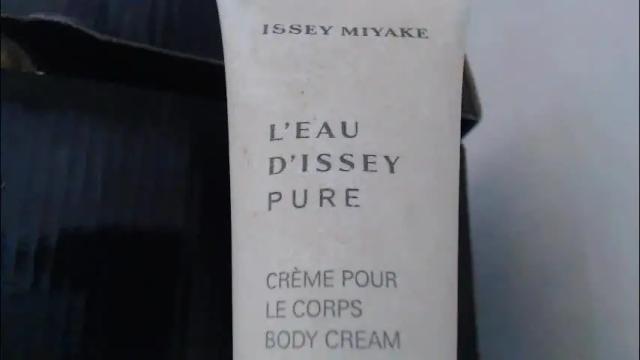 ISSEY MIYAKE
L'EAU
D'ISSEY
PURE
CRÈME POUR
LE CORPS
BODY CREAM